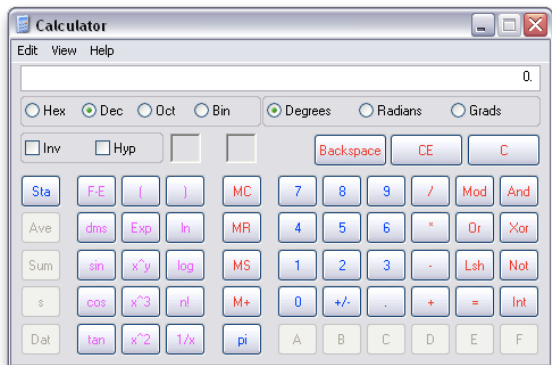 Calculator
Edit View Help
0.
Hex Dec Oct Bin Degrees Radians Grads
Inv Hyp Backspace CE C
Sta F-E ( ) MC 7 8 9 / Mod And
Ave dms Exp ln MR 4 5 6 * Or Xor
Sum sin x^y log MS 1 2 3 - Lsh Not
s cos x^3 n! M+ 0 +/- . + = Int
Dat tan x^2 1/x pi A B C D E F